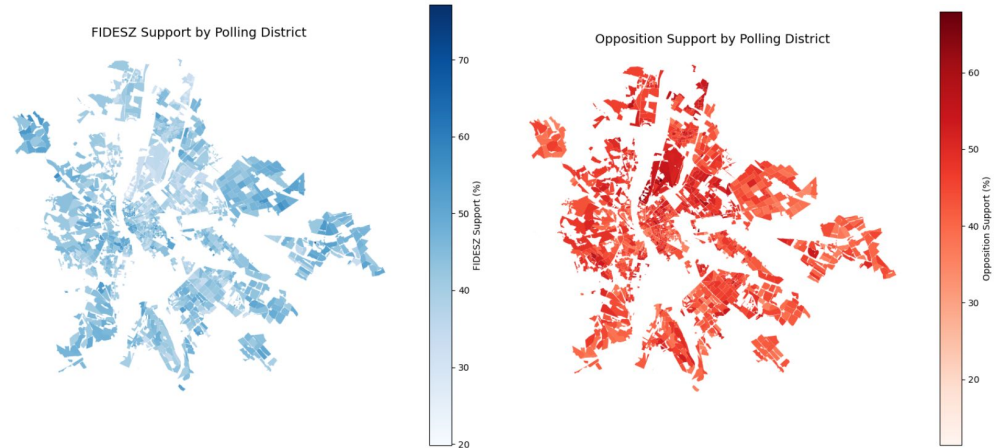 FIDESZ Support by Polling District
70
60
50
40
30
20
FIDESZ Support (%)
Opposition Support by Polling District
60
50
40
30
20
Opposition Support (%)